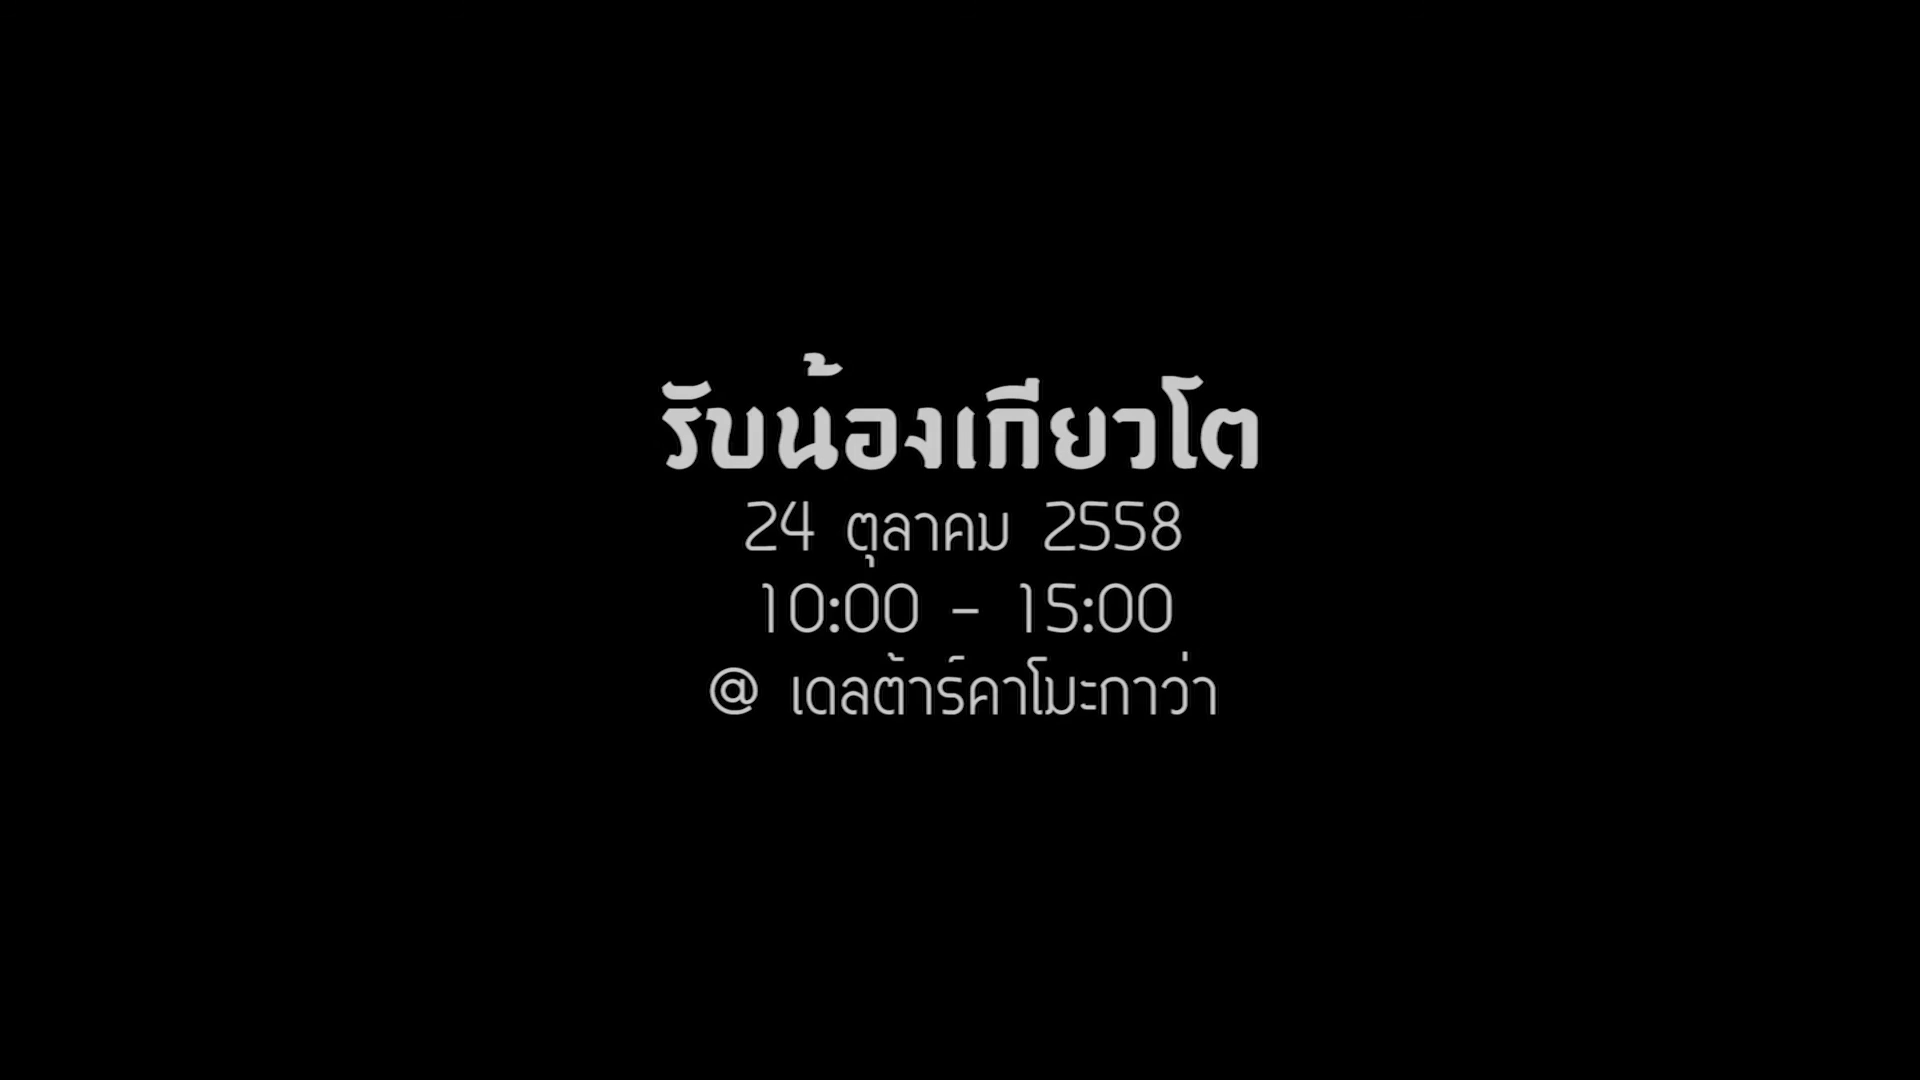 รับน้องเกียวโต
24 ตุลาคม 2558
10:00 - 15:00
@ เดลต้าร์คาโมะกาว่า